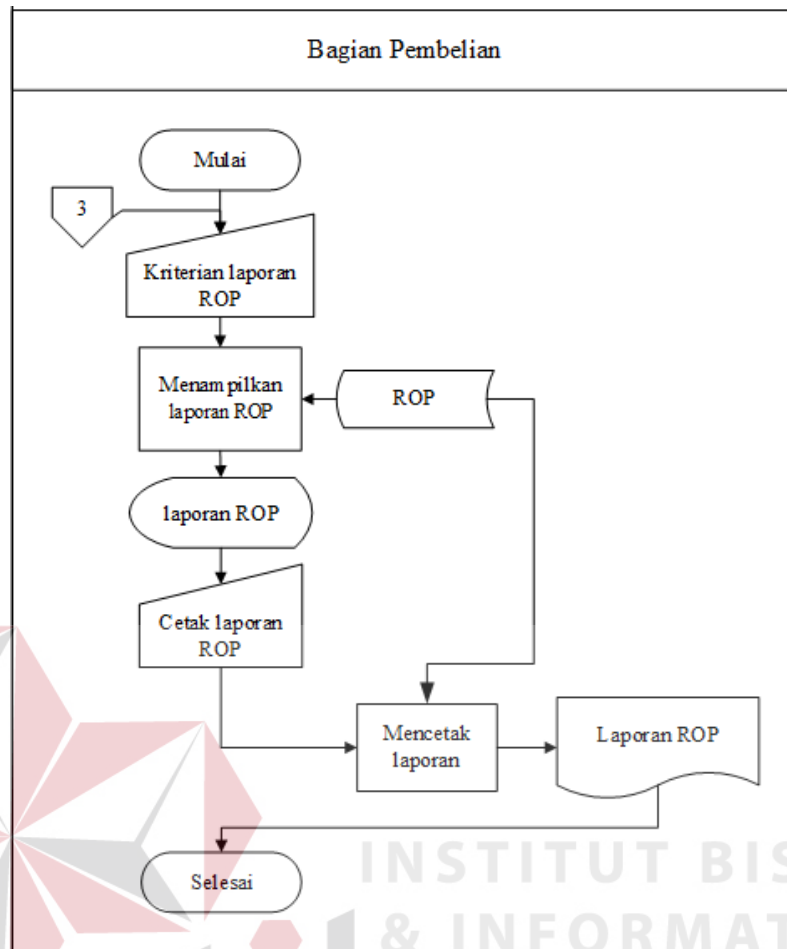 Bagian Pembelian
Mulai
3
Kriterian laporan
ROP
Menampilkan
laporan ROP
ROP
laporan ROP
Cetak laporan
ROP
Mencetak
laporan
Laporan ROP
Selesai
INSTITUT BIS
& INFORMAT